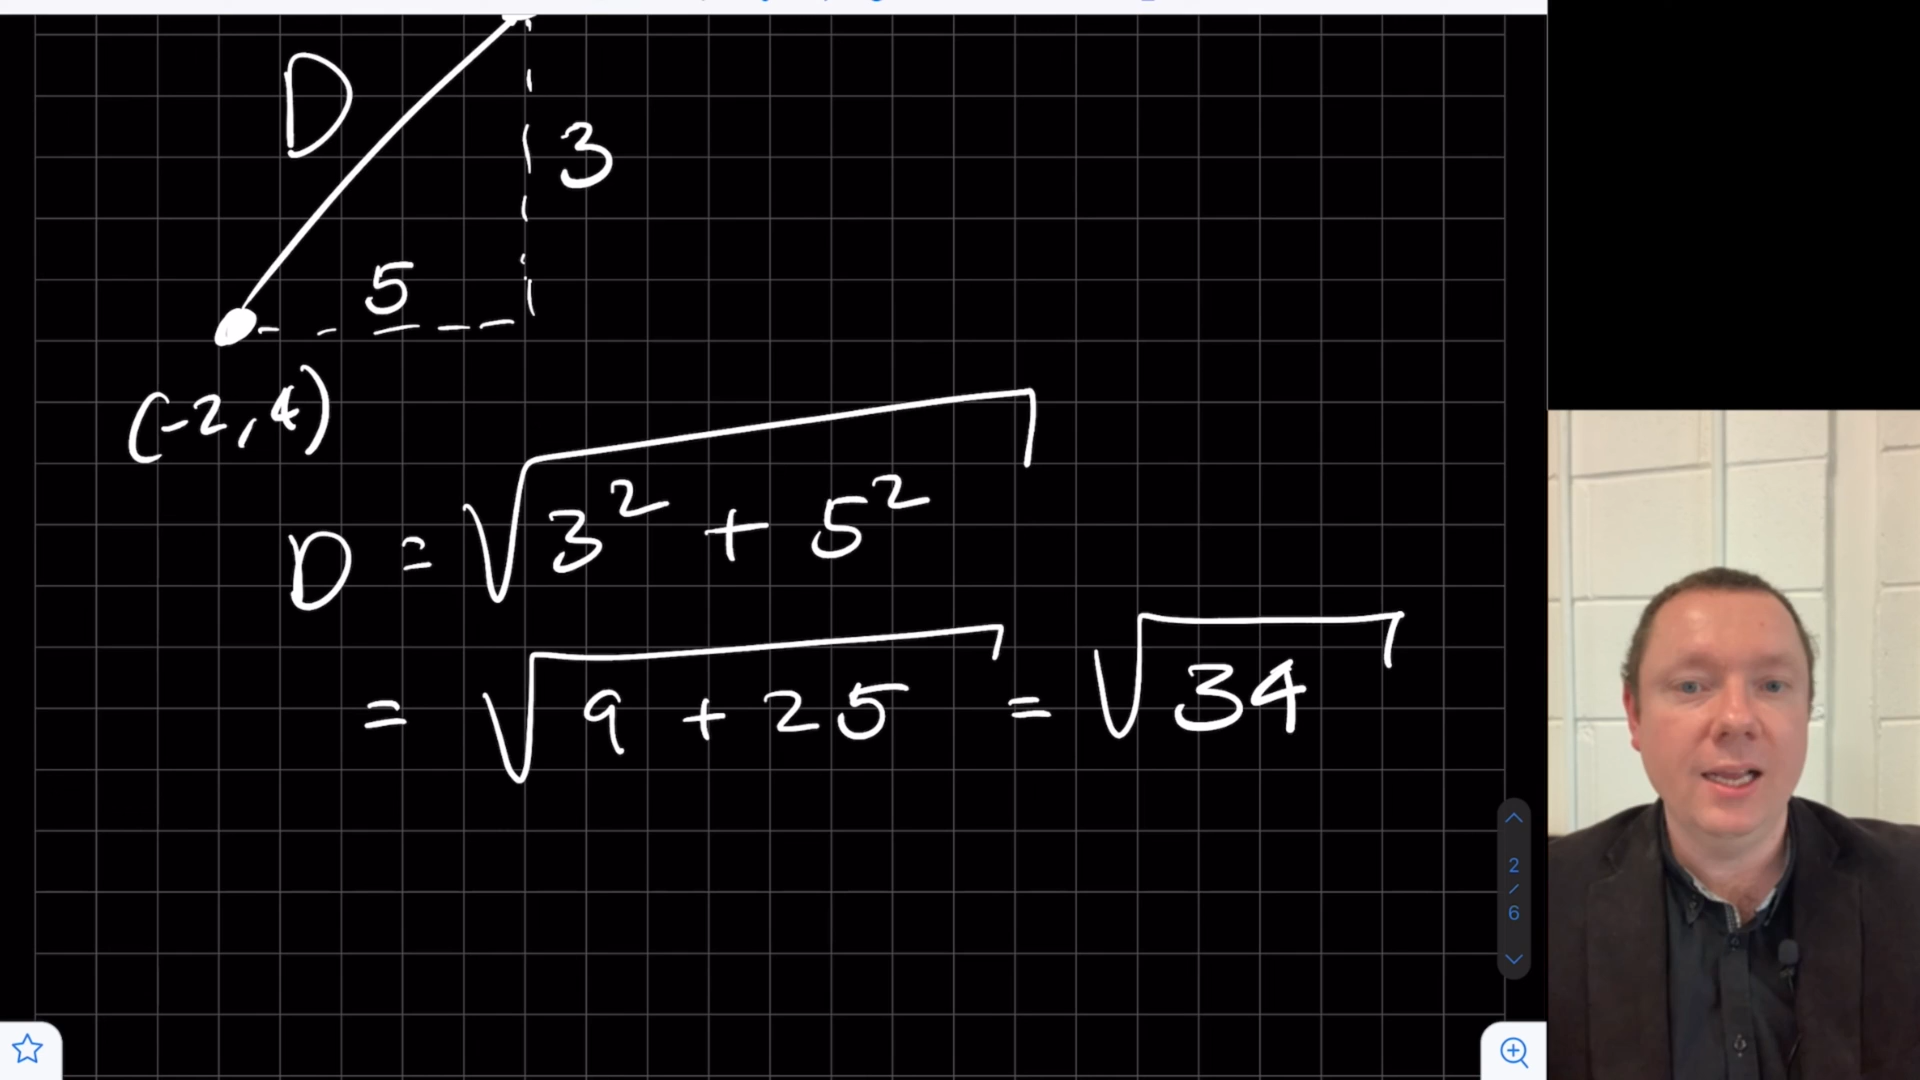 D
3
5
(-2,4)
D = √3² + 5²
= √9 + 25 = √34
2
/
6